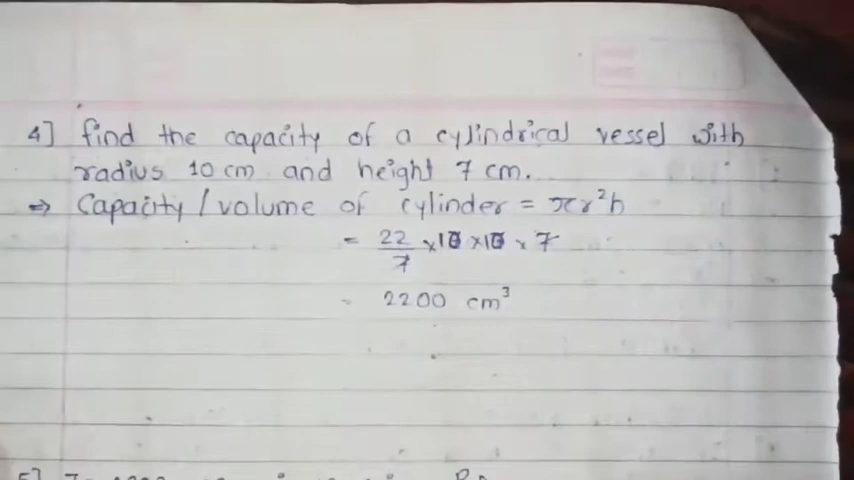 4] find the capacity of a cylindrical vessel with
radius 10 cm and height 7 cm.
⇒ Capacity / volume of cylinder = πr²h
= 22/7 × 10 × 10 × 7
= 2200 cm³
5]